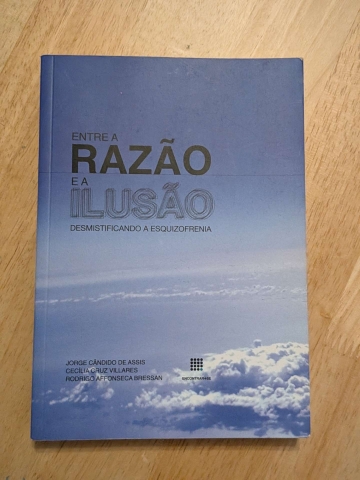 ENTRE A
RAZÃO
E A
ILUSÃO
DESMISTIFICANDO A ESQUIZOFRENIA
JORGE CÂNDIDO DE ASSIS
CECÍLIA CRUZ VILLARES
RODRIGO AFFONSECA BRESSAN